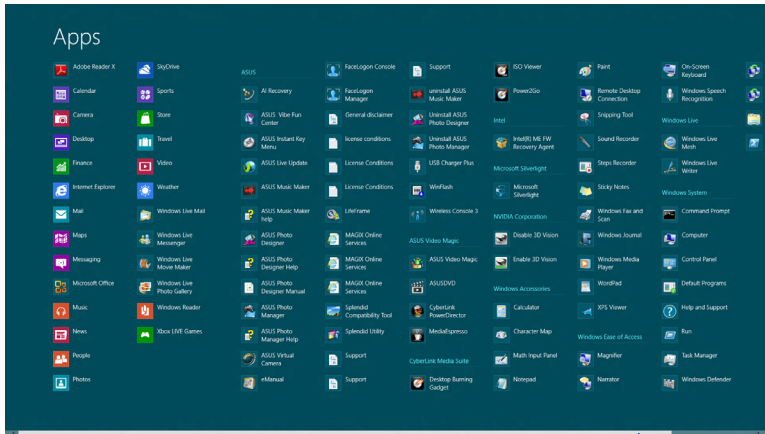 Apps
Adobe Reader X
Calendar
Camera
Desktop
Finance
Internet Explorer
Mail
Maps
Messaging
Microsoft Office
Music
News
People
Photos
SkyDrive
Sports
Store
Travel
Video
Weather
Windows Live Mail
Windows Live
Messenger
Windows Live
Movie Maker
Windows Live
Photo Gallery
Windows Reader
Xbox LIVE Games
ASUS
AI Recovery
ASUS Vibe Fun
Center
ASUS Instant Key
Menu
ASUS Live Update
ASUS Music Maker
ASUS Music Maker
help
ASUS Photo
Designer
ASUS Photo
Designer Help
ASUS Photo
Designer Manual
ASUS Photo
Manager
ASUS Photo
Manager Help
ASUS Virtual
Camera
eManual
FaceLogon Console
FaceLogon
Manager
General disclaimer
license conditions
License Conditions
License Conditions
LifeFrame
MAGIX Online
Services
MAGIX Online
Services
MAGIX Online
Services
Splendid
Compatibility Tool
Splendid Utility
Support
Support
Support
uninstall ASUS
Music Maker
Uninstall ASUS
Photo Designer
Uninstall ASUS
Photo Manager
USB Charger Plus
WinFlash
Wireless Console 3
ASUS Video Magic
ASUS Video Magic
ASUSDVD
CyberLink
PowerDirector
MediaEspresso
CyberLink Media Suite
Desktop Burning
Gadget
ISO Viewer
Power2Go
Intel
Intel(R) ME FW
Recovery Agent
Microsoft Silverlight
Microsoft
Silverlight
NVIDIA Corporation
Disable 3D Vision
Enable 3D Vision
Windows Accessories
Calculator
Character Map
Math Input Panel
Notepad
Paint
Remote Desktop
Connection
Snipping Tool
Sound Recorder
Steps Recorder
Sticky Notes
Windows Fax and
Scan
Windows Journal
Windows Media
Player
WordPad
XPS Viewer
Windows Ease of Access
Magnifier
Narrator
On-Screen
Keyboard
Windows Speech
Recognition
Windows Live
Windows Live
Mesh
Windows Live
Writer
Windows System
Command Prompt
Computer
Control Panel
Default Programs
Help and Support
Run
Task Manager
Windows Defender